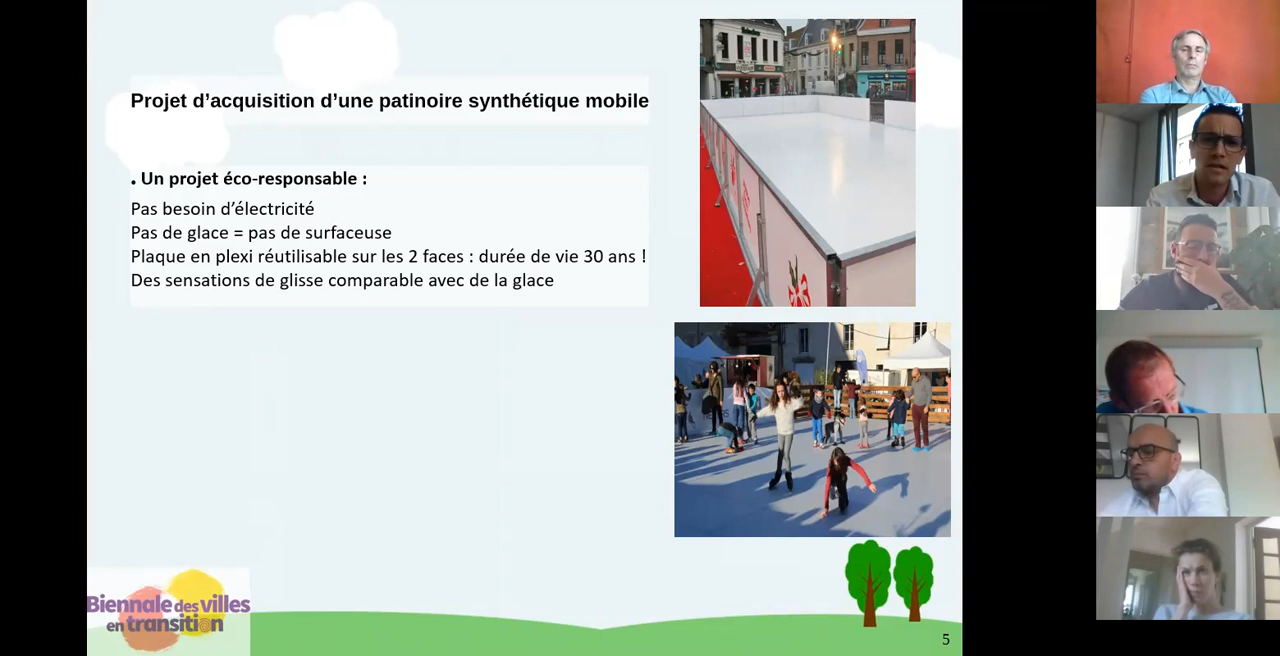 Projet d’acquisition d’une patinoire synthétique mobile
. Un projet éco-responsable :
Pas besoin d’électricité
Pas de glace = pas de surfaceuse
Plaque en plexi réutilisable sur les 2 faces : durée de vie 30 ans !
Des sensations de glisse comparable avec de la glace
Biennale des villes
en transition
5